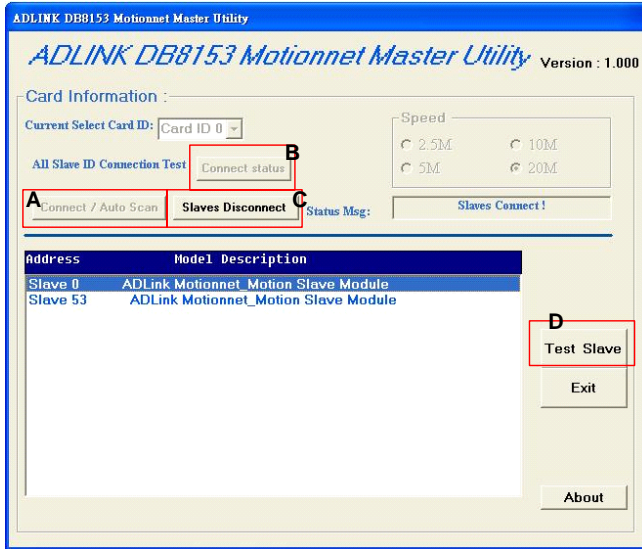 ADLINK DB8153 Motionnet Master Utility
ADLINK DB8153 Motionnet Master Utility Version : 1.000
Card Information :
Current Select Card ID: Card ID 0
Speed
2.5M 10M
5M 20M
All Slave ID Connection Test Connect status B
A Connect / Auto Scan Slaves Disconnect C Status Msg: Slaves Connect !
Address Model Description
Slave 0 ADLink Motionnet_Motion Slave Module
Slave 53 ADLink Motionnet_Motion Slave Module
D
Test Slave
Exit
About